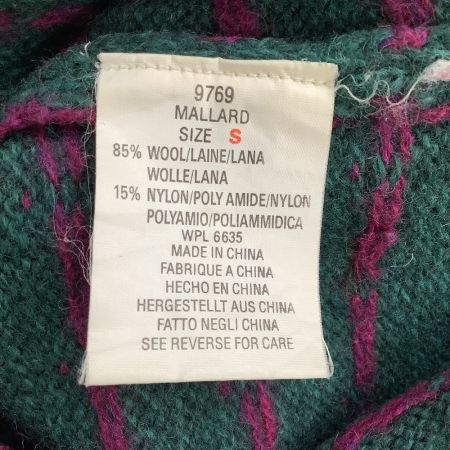 9769
MALLARD
SIZE S
85% WOOL/LAINE/LANA
WOLLE/LANA
15% NYLON/POLY AMIDE/NYLON
POLYAMIO/POLIAMMIDICA
WPL 6635
MADE IN CHINA
FABRIQUE A CHINA
HECHO EN CHINA
HERGESTELLT AUS CHINA
FATTO NEGLI CHINA
SEE REVERSE FOR CARE